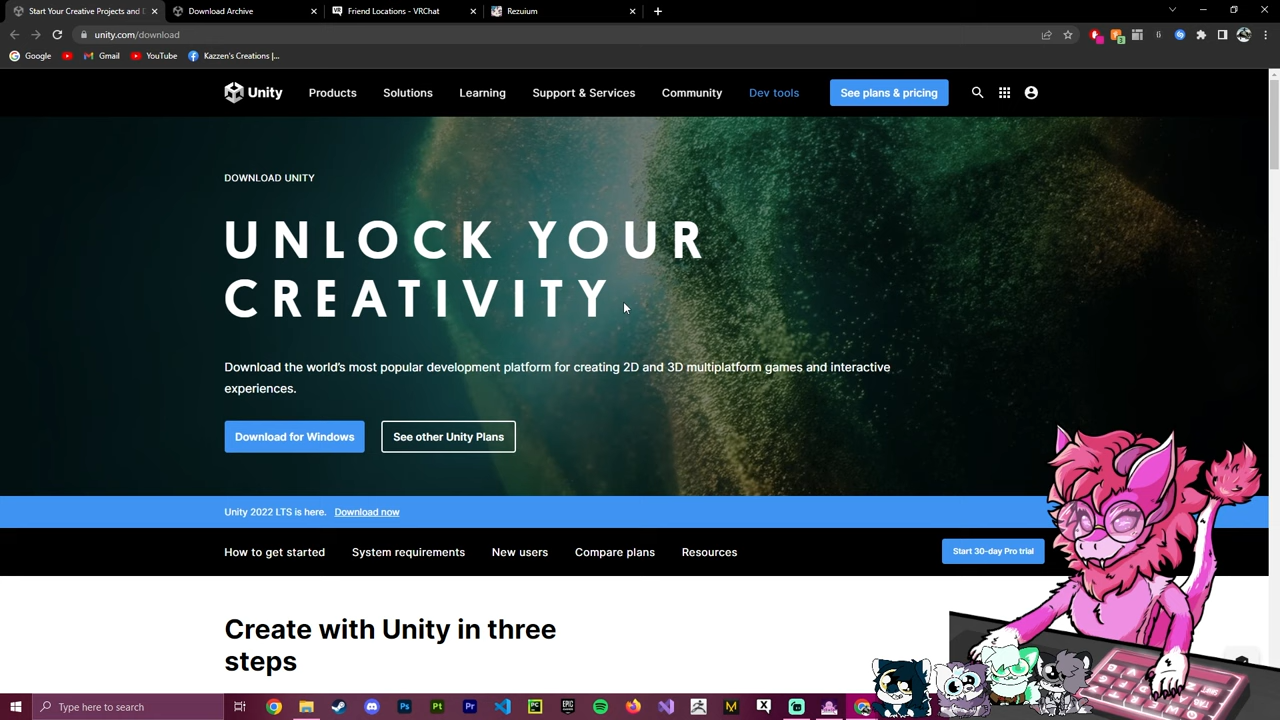 Start Your Creative Projects and D
Download Archive
Friend Locations - VRChat
Rezuium
unity.com/download
Google
Gmail
YouTube
Kazzen's Creations |...
Unity
Products
Solutions
Learning
Support & Services
Community
Dev tools
See plans & pricing
DOWNLOAD UNITY
UNLOCK YOUR
CREATIVITY
Download the world's most popular development platform for creating 2D and 3D multiplatform games and interactive
experiences.
Download for Windows
See other Unity Plans
Unity 2022 LTS is here. Download now
How to get started
System requirements
New users
Compare plans
Resources
Start 30-day Pro trial
Create with Unity in three
steps
Type here to search